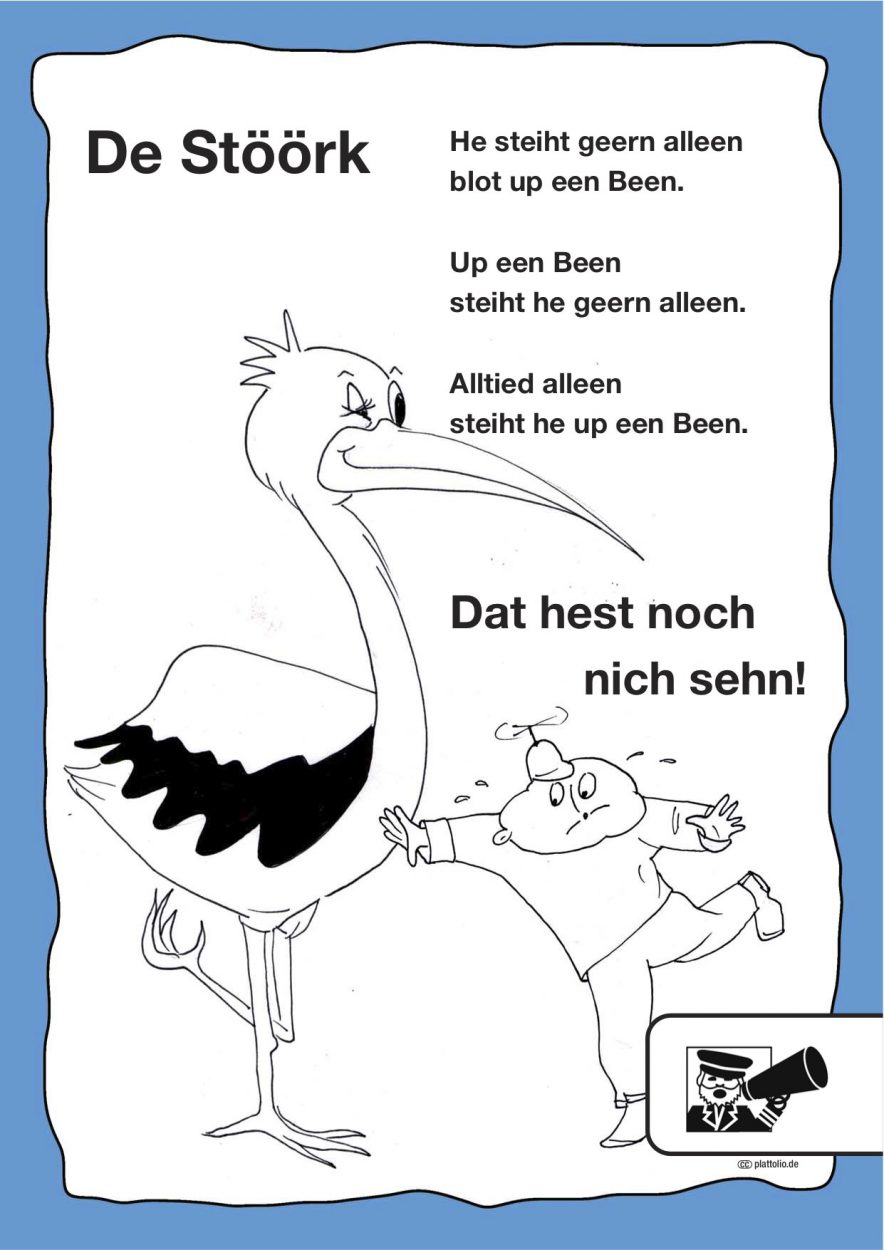 De Stöörk
He steiht geern alleen
blot up een Been.
Up een Been
steiht he geern alleen.
Alltied alleen
steiht he up een Been.
Dat hest noch
nich sehn!
cc plattolio.de